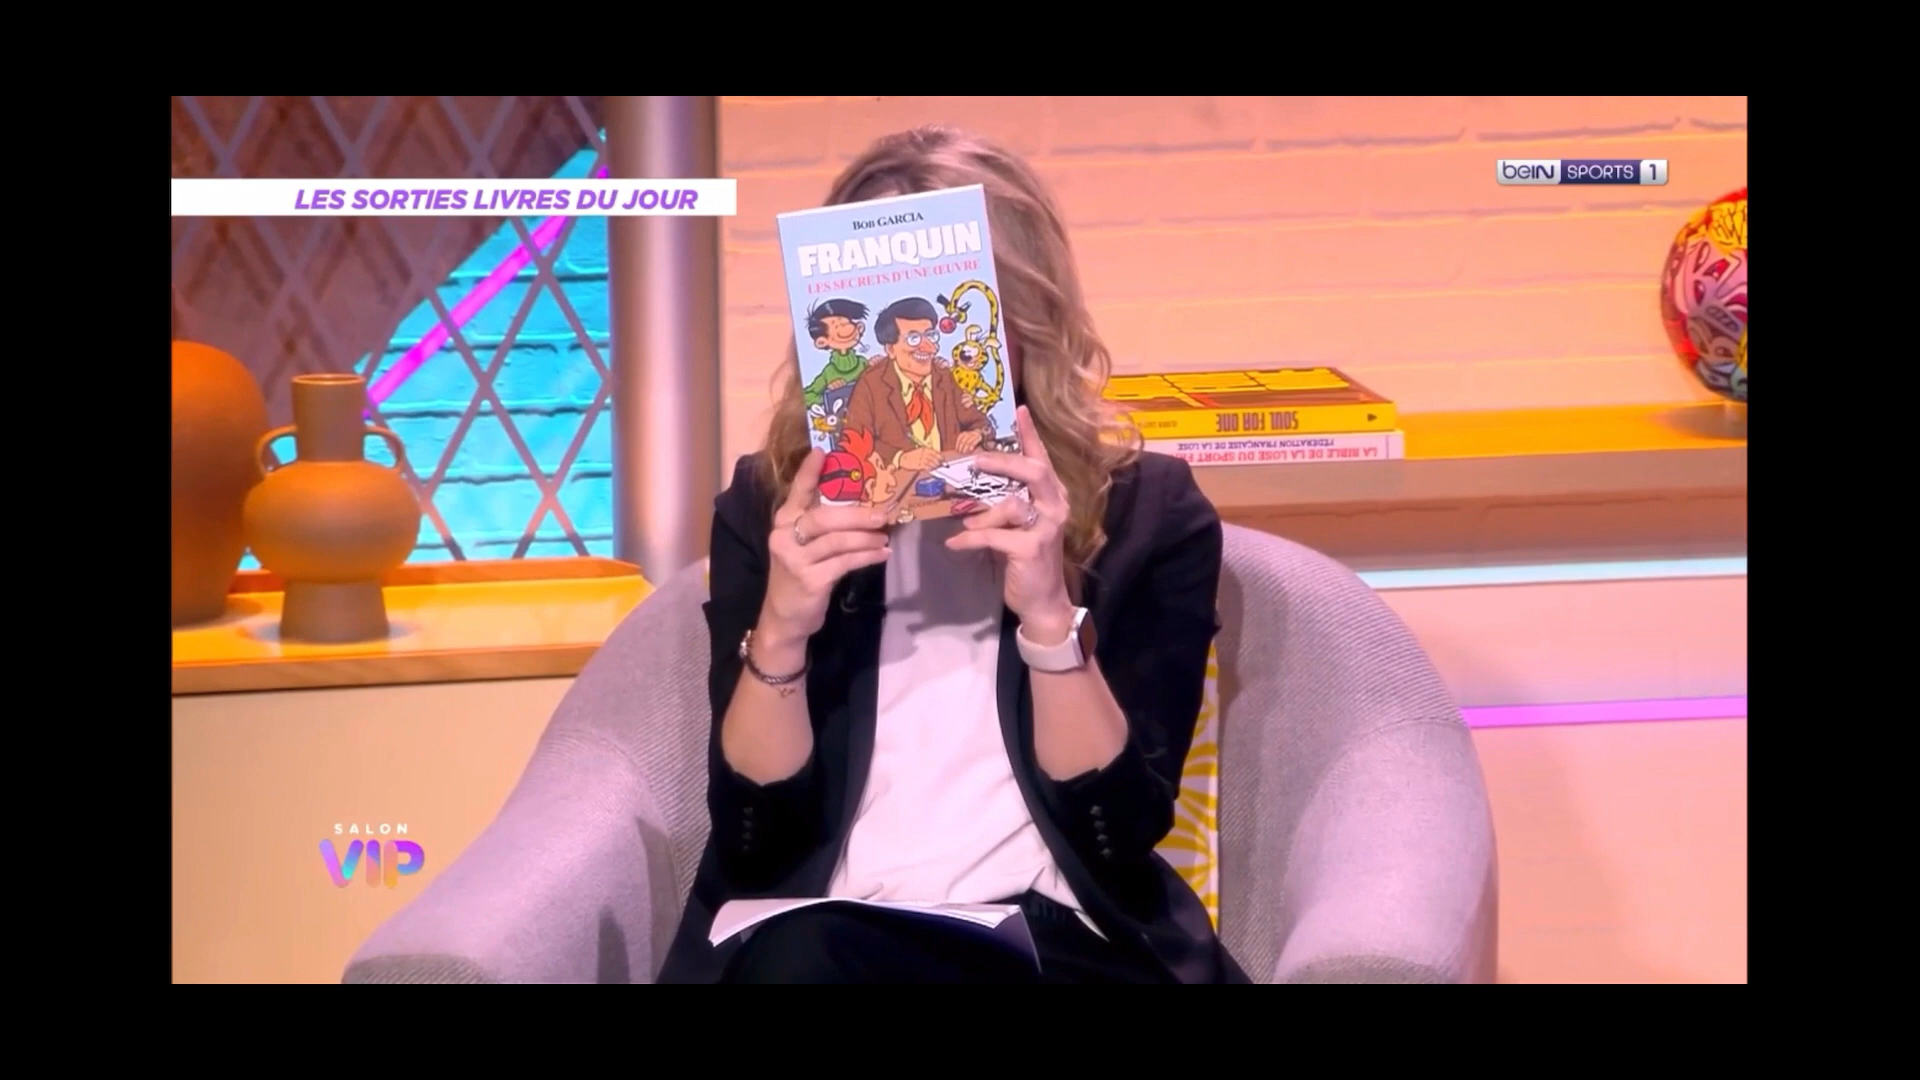 LES SORTIES LIVRES DU JOUR
beIN SPORTS 1
BOB GARCIA
FRANQUIN
LES SECRETS D'UNE ŒUVRE
SOUL FOR ONE
FÉDÉRATION FRANÇAISE DE LA LOSE
LA BIBLE DE LA LOSE DU SPORT
SALON
VIP